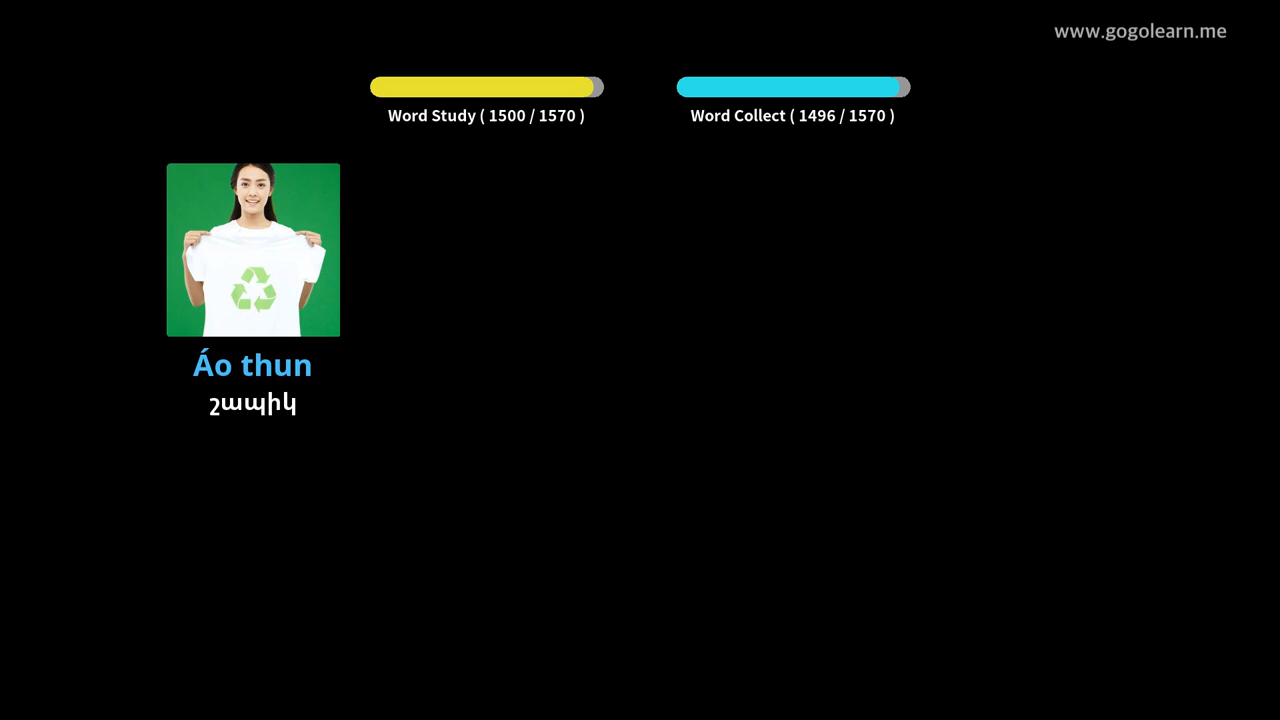 www.gogolearn.me
Word Study ( 1500 / 1570 )
Word Collect ( 1496 / 1570 )
Áo thun
շապիկ